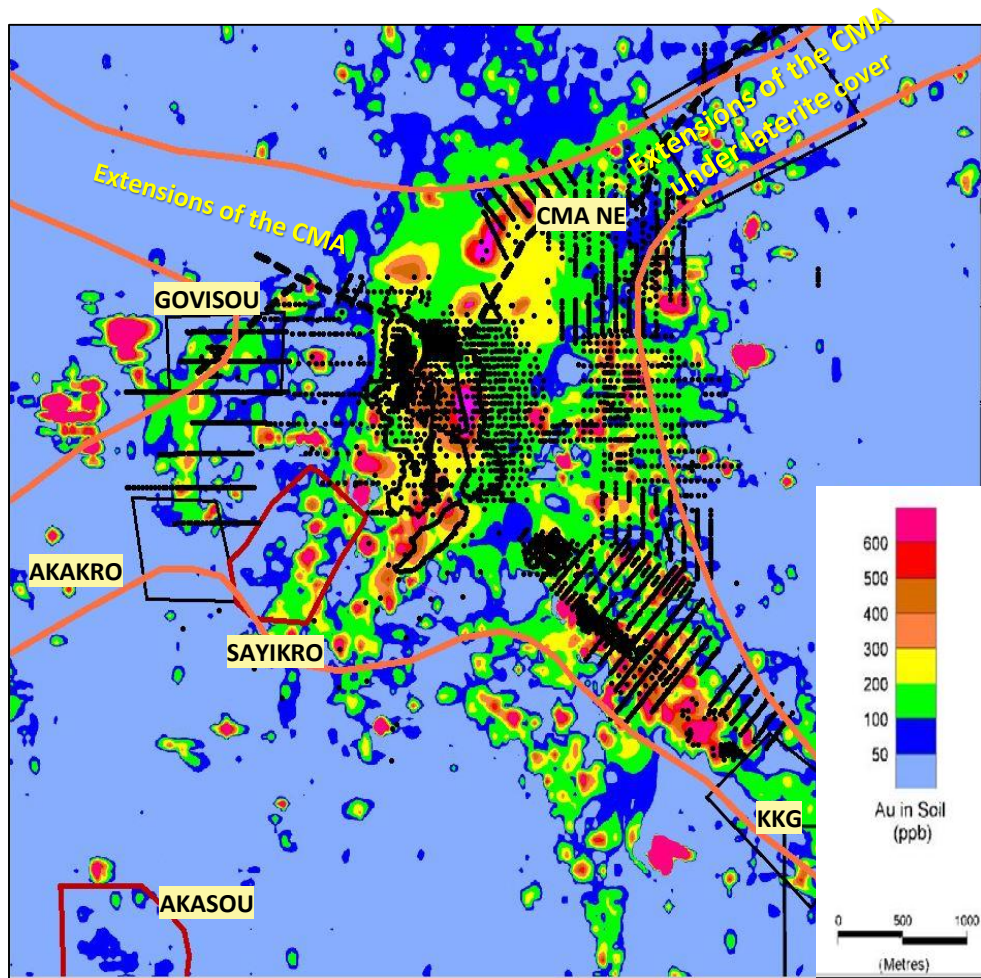 Extensions of the CMA
under laterite cover
Extensions of the CMA
CMA NE
GOVISOU
AKAKRO
SAYIKRO
KKG
AKASOU
600
500
400
300
200
100
50
Au in Soil
(ppb)
0 500 1000
(Metres)